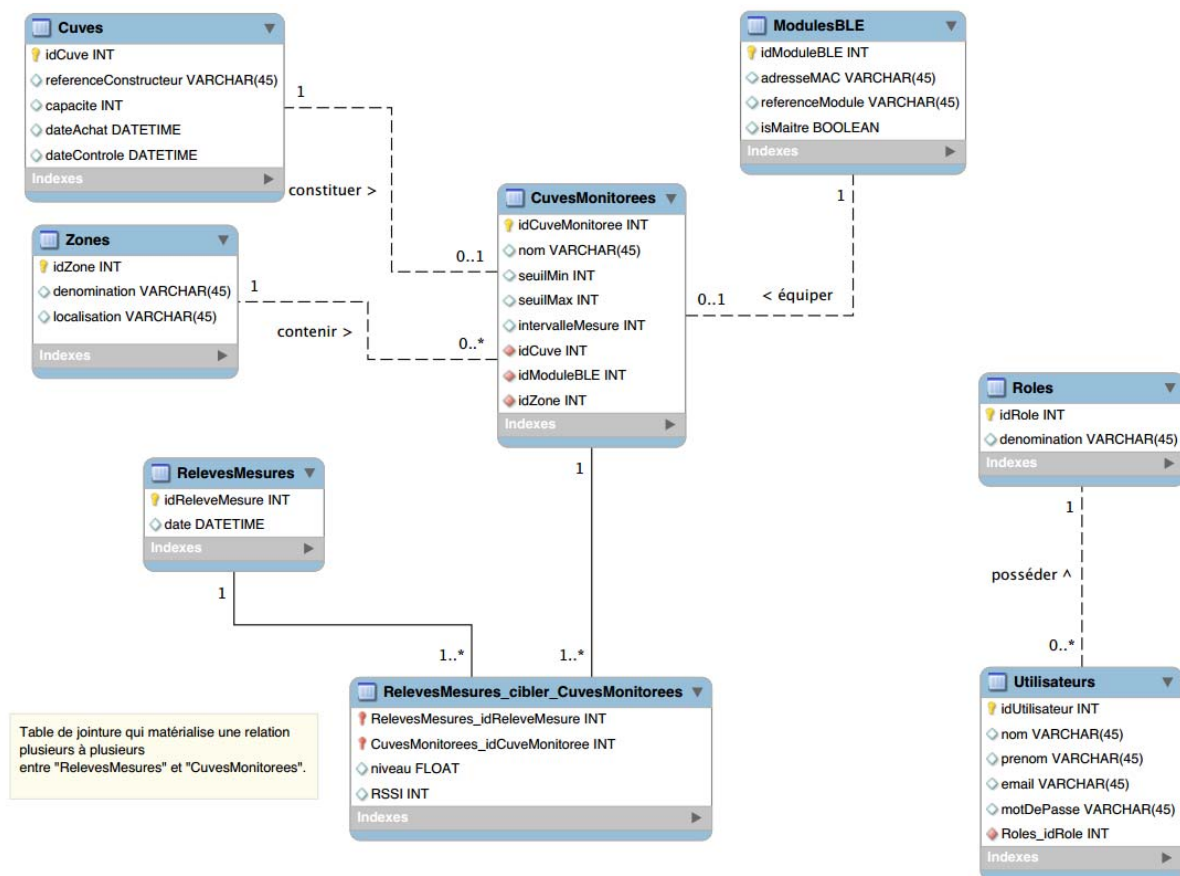 Cuves
idCuve INT
referenceConstructeur VARCHAR(45)
capacite INT
dateAchat DATETIME
dateControle DATETIME
Indexes
1
constituer >
0..1
ModulesBLE
idModuleBLE INT
adresseMAC VARCHAR(45)
referenceModule VARCHAR(45)
isMaitre BOOLEAN
Indexes
1
< équiper
0..1
Zones
idZone INT
denomination VARCHAR(45)
localisation VARCHAR(45)
Indexes
1
contenir >
0..*
CuvesMonitorees
idCuveMonitoree INT
nom VARCHAR(45)
seuilMin INT
seuilMax INT
intervalleMesure INT
idCuve INT
idModuleBLE INT
idZone INT
Indexes
1
1..*
RelevesMesures
idReleveMesure INT
date DATETIME
Indexes
1
1..*
RelevesMesures_cibler_CuvesMonitorees
RelevesMesures_idReleveMesure INT
CuvesMonitorees_idCuveMonitoree INT
niveau FLOAT
RSSI INT
Indexes
Table de jointure qui matérialise une relation
plusieurs à plusieurs
entre "RelevesMesures" et "CuvesMonitorees".
Roles
idRole INT
denomination VARCHAR(45)
Indexes
1
posséder ^
0..*
Utilisateurs
idUtilisateur INT
nom VARCHAR(45)
prenom VARCHAR(45)
email VARCHAR(45)
motDePasse VARCHAR(45)
Roles_idRole INT
Indexes